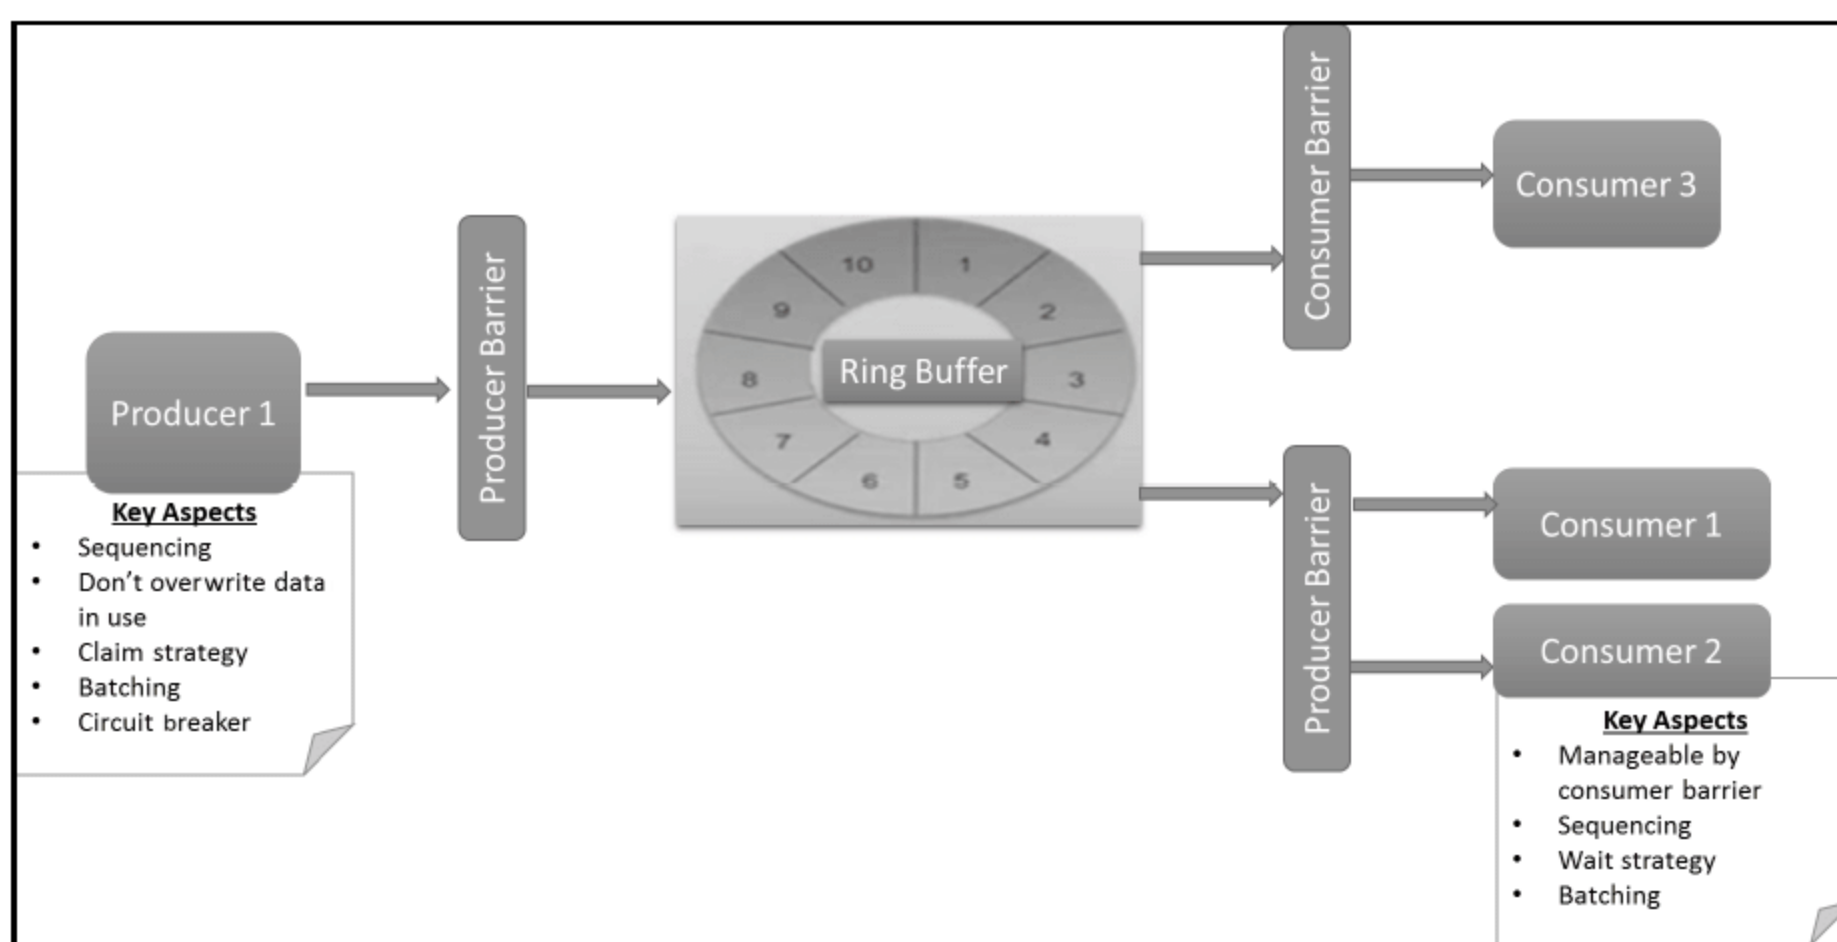 Producer 1
Key Aspects
• Sequencing
• Don't overwrite data
in use
• Claim strategy
• Batching
• Circuit breaker
Producer Barrier
10
1
9
2
8
3
7
4
6
5
Ring Buffer
Consumer Barrier
Consumer 3
Producer Barrier
Consumer 1
Consumer 2
Key Aspects
• Manageable by
consumer barrier
• Sequencing
• Wait strategy
• Batching